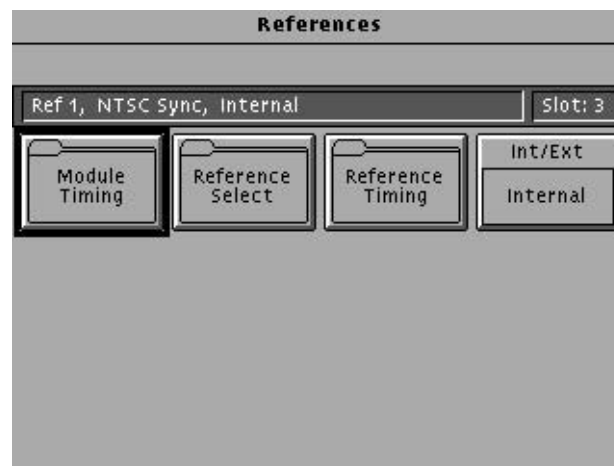 References
Ref 1, NTSC Sync, Internal
Slot: 3
Module
Timing
Reference
Select
Reference
Timing
Int/Ext
Internal